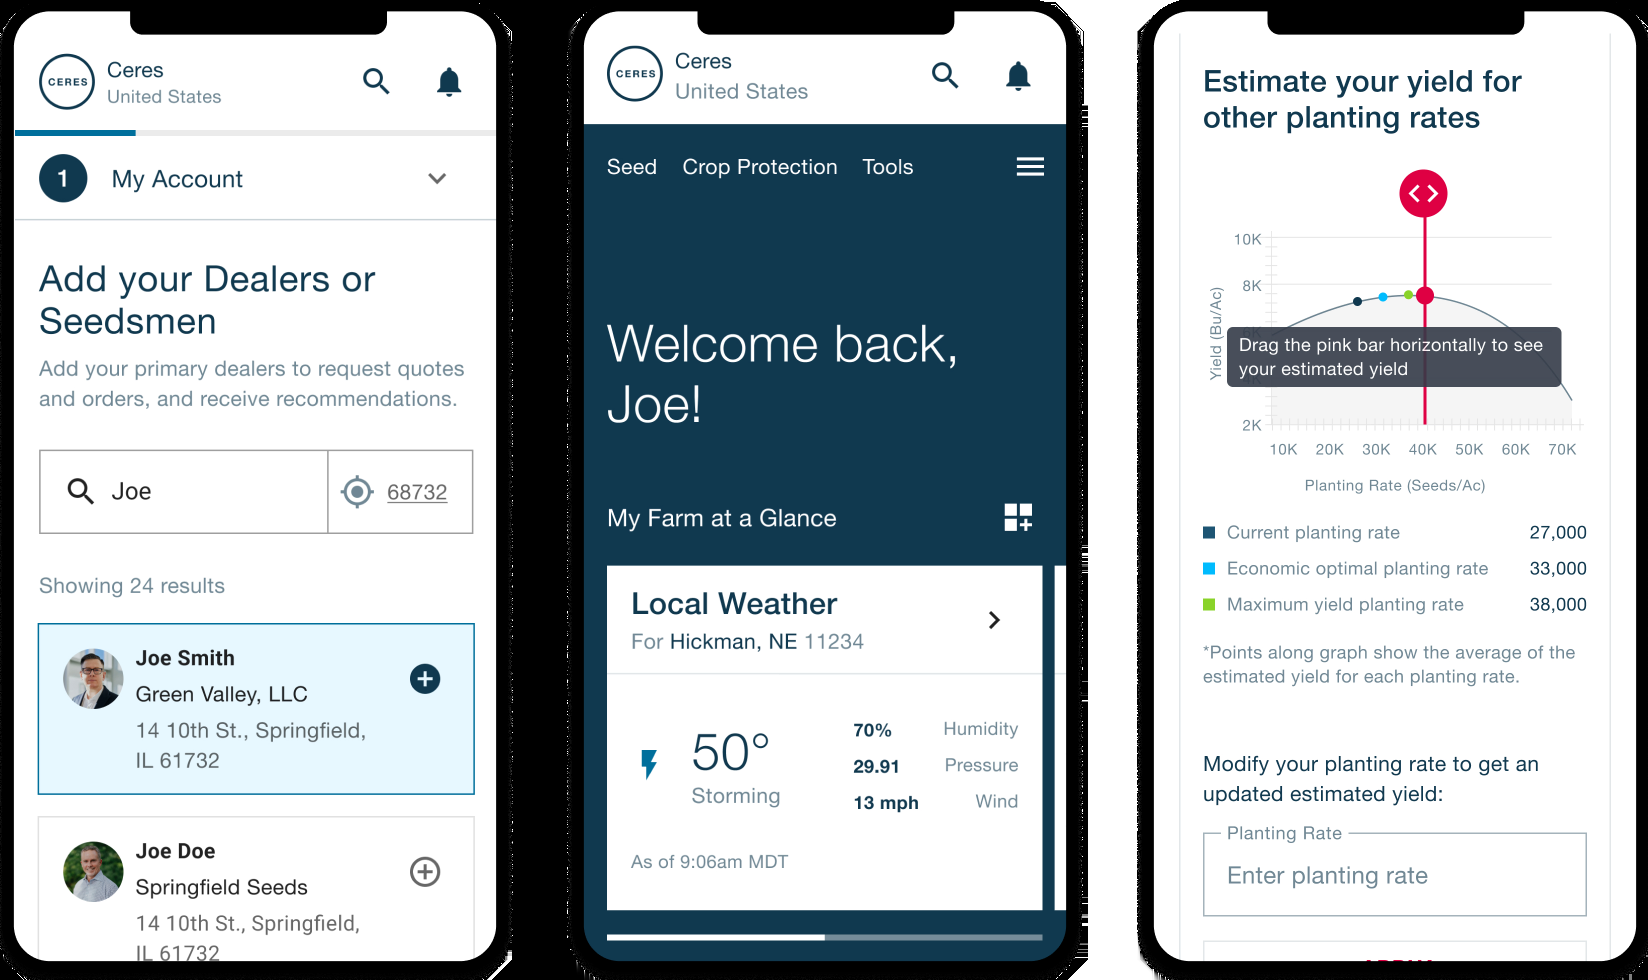 CERES
Ceres
United States
1
My Account
Add your Dealers or
Seedsmen
Add your primary dealers to request quotes
and orders, and receive recommendations.
Joe
68732
Showing 24 results
Joe Smith
Green Valley, LLC
14 10th St., Springfield,
IL 61732
Joe Doe
Springfield Seeds
14 10th St., Springfield,
IL 61732
CERES
Ceres
United States
Seed Crop Protection Tools
Welcome back,
Joe!
My Farm at a Glance
Local Weather
For Hickman, NE 11234
50°
Storming
70% Humidity
29.91 Pressure
13 mph Wind
As of 9:06am MDT
Estimate your yield for
other planting rates
10K
8K
Yield (Bu/Ac)
Drag the pink bar horizontally to see
your estimated yield
2K
10K 20K 30K 40K 50K 60K 70K
Planting Rate (Seeds/Ac)
Current planting rate 27,000
Economic optimal planting rate 33,000
Maximum yield planting rate 38,000
*Points along graph show the average of the
estimated yield for each planting rate.
Modify your planting rate to get an
updated estimated yield:
Planting Rate
Enter planting rate